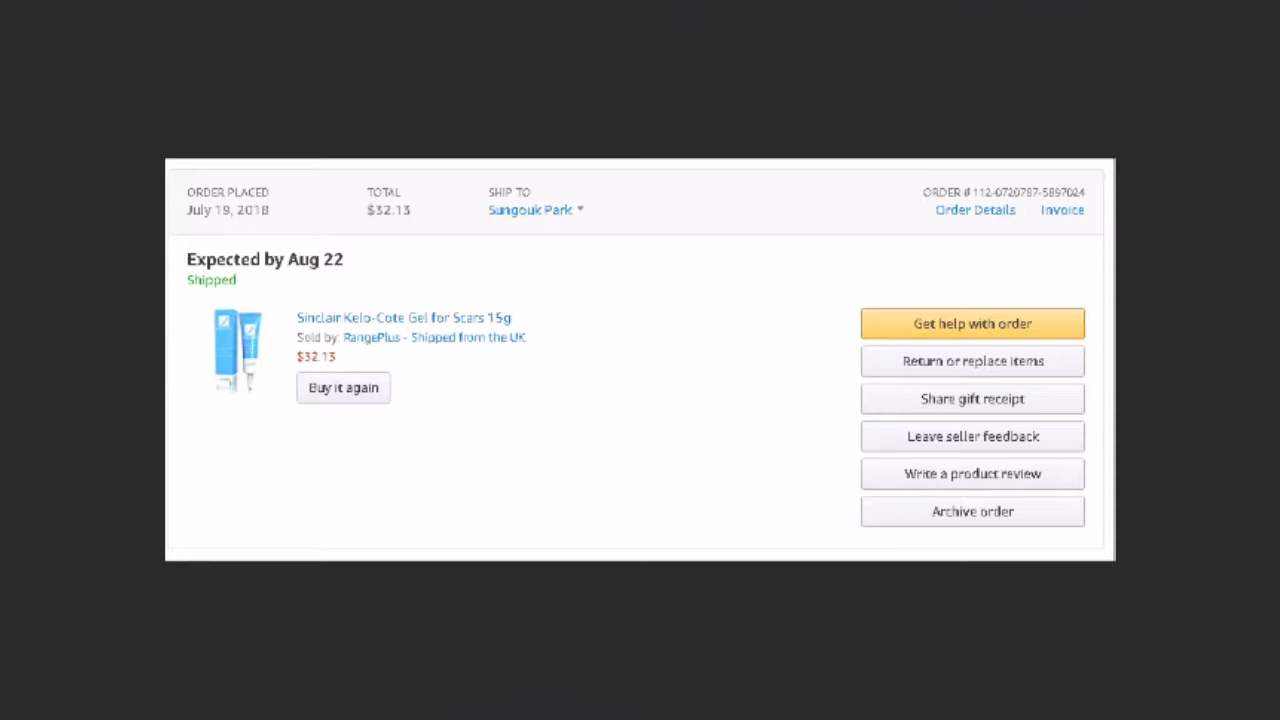 ORDER PLACED
July 19, 2018
TOTAL
$32.13
SHIP TO
Sungouk Park
ORDER # 112-0720787-5897024
Order Details
Invoice
Expected by Aug 22
Shipped
Sinclair Kelo-Cote Gel for Scars 15g
Sold by: RangePlus - Shipped from the UK
$32.13
Buy it again
Get help with order
Return or replace items
Share gift receipt
Leave seller feedback
Write a product review
Archive order